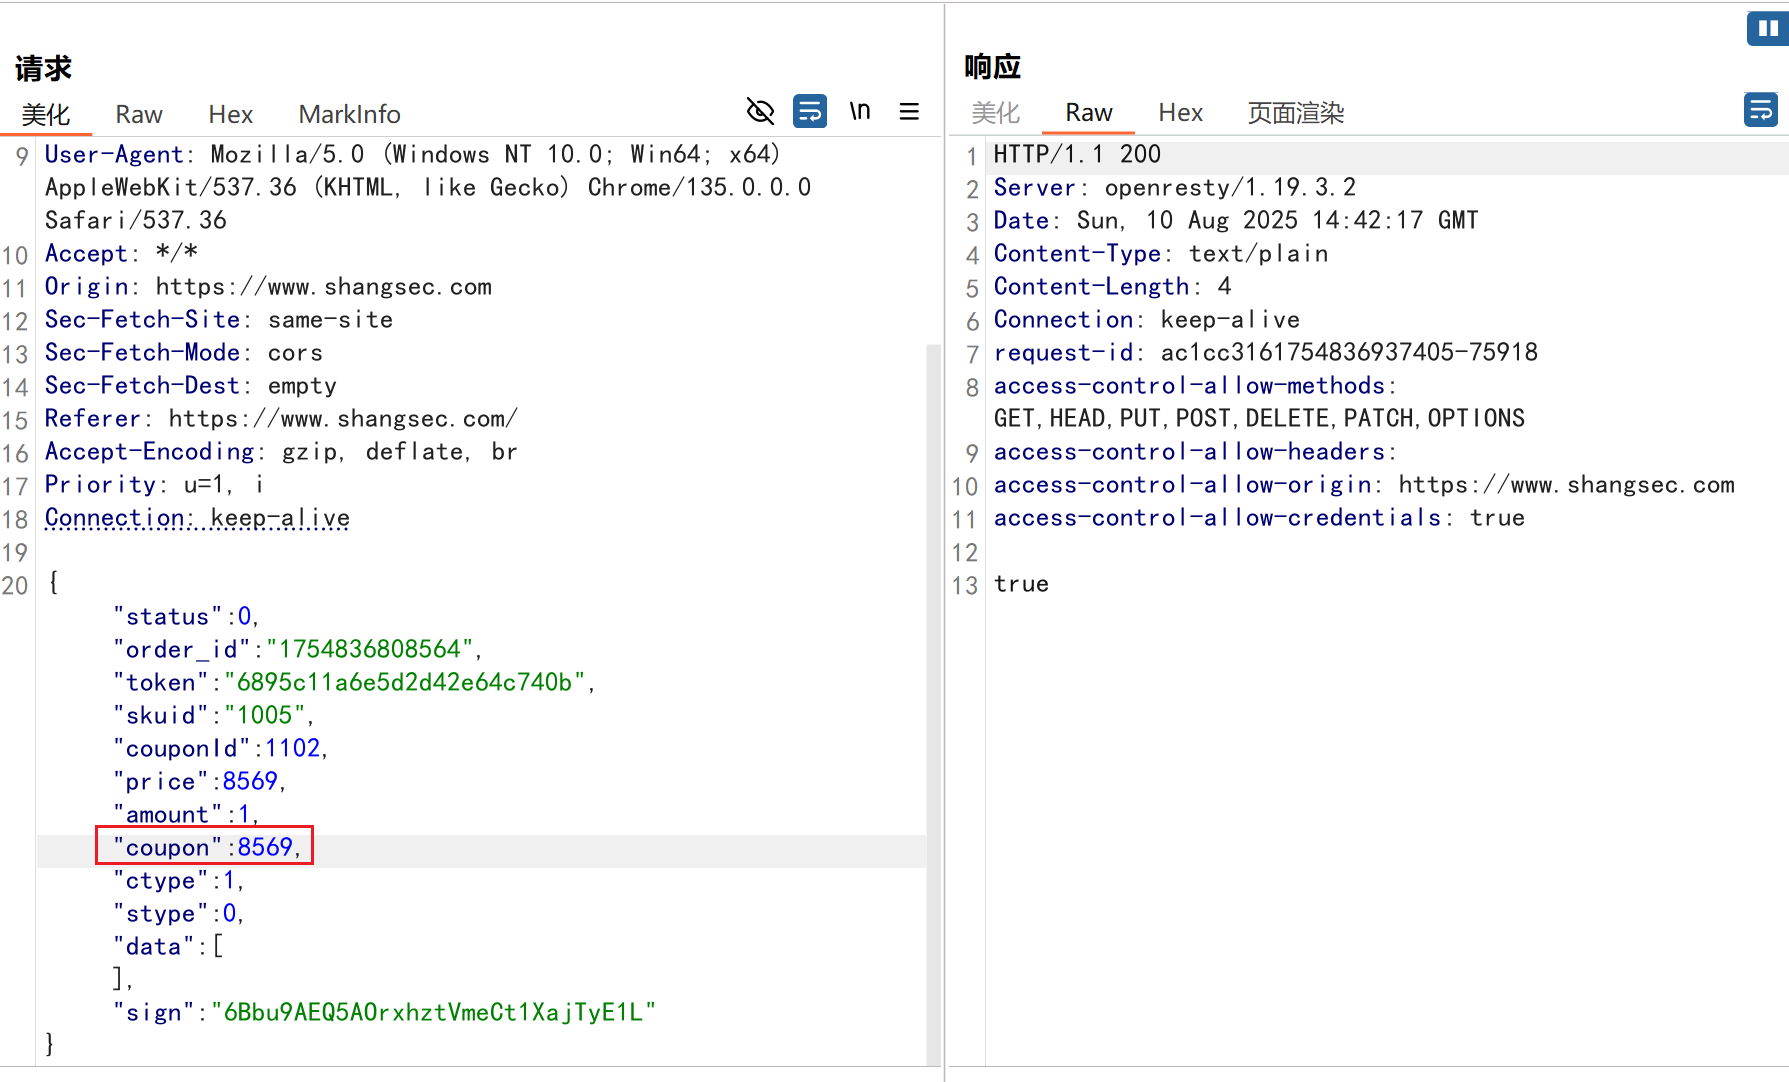 请求
美化 Raw Hex MarkInfo \n
9 User-Agent: Mozilla/5.0 (Windows NT 10.0; Win64; x64)
AppleWebKit/537.36 (KHTML, like Gecko) Chrome/135.0.0.0
Safari/537.36
10 Accept: */*
11 Origin: https://www.shangsec.com
12 Sec-Fetch-Site: same-site
13 Sec-Fetch-Mode: cors
14 Sec-Fetch-Dest: empty
15 Referer: https://www.shangsec.com/
16 Accept-Encoding: gzip, deflate, br
17 Priority: u=1, i
18 Connection: keep-alive
19
20 {
"status":0,
"order_id":"1754836808564",
"token":"6895c11a6e5d2d42e64c740b",
"skuid":"1005",
"couponId":1102,
"price":8569,
"amount":1,
"coupon":8569,
"ctype":1,
"stype":0,
"data":[
],
"sign":"6Bbu9AEQ5AOrxhztVmeCt1XajTyE1L"
}
响应
美化 Raw Hex 页面渲染
1 HTTP/1.1 200
2 Server: openresty/1.19.3.2
3 Date: Sun, 10 Aug 2025 14:42:17 GMT
4 Content-Type: text/plain
5 Content-Length: 4
6 Connection: keep-alive
7 request-id: ac1cc3161754836937405-75918
8 access-control-allow-methods:
GET,HEAD,PUT,POST,DELETE,PATCH,OPTIONS
9 access-control-allow-headers:
10 access-control-allow-origin: https://www.shangsec.com
11 access-control-allow-credentials: true
12
13 true